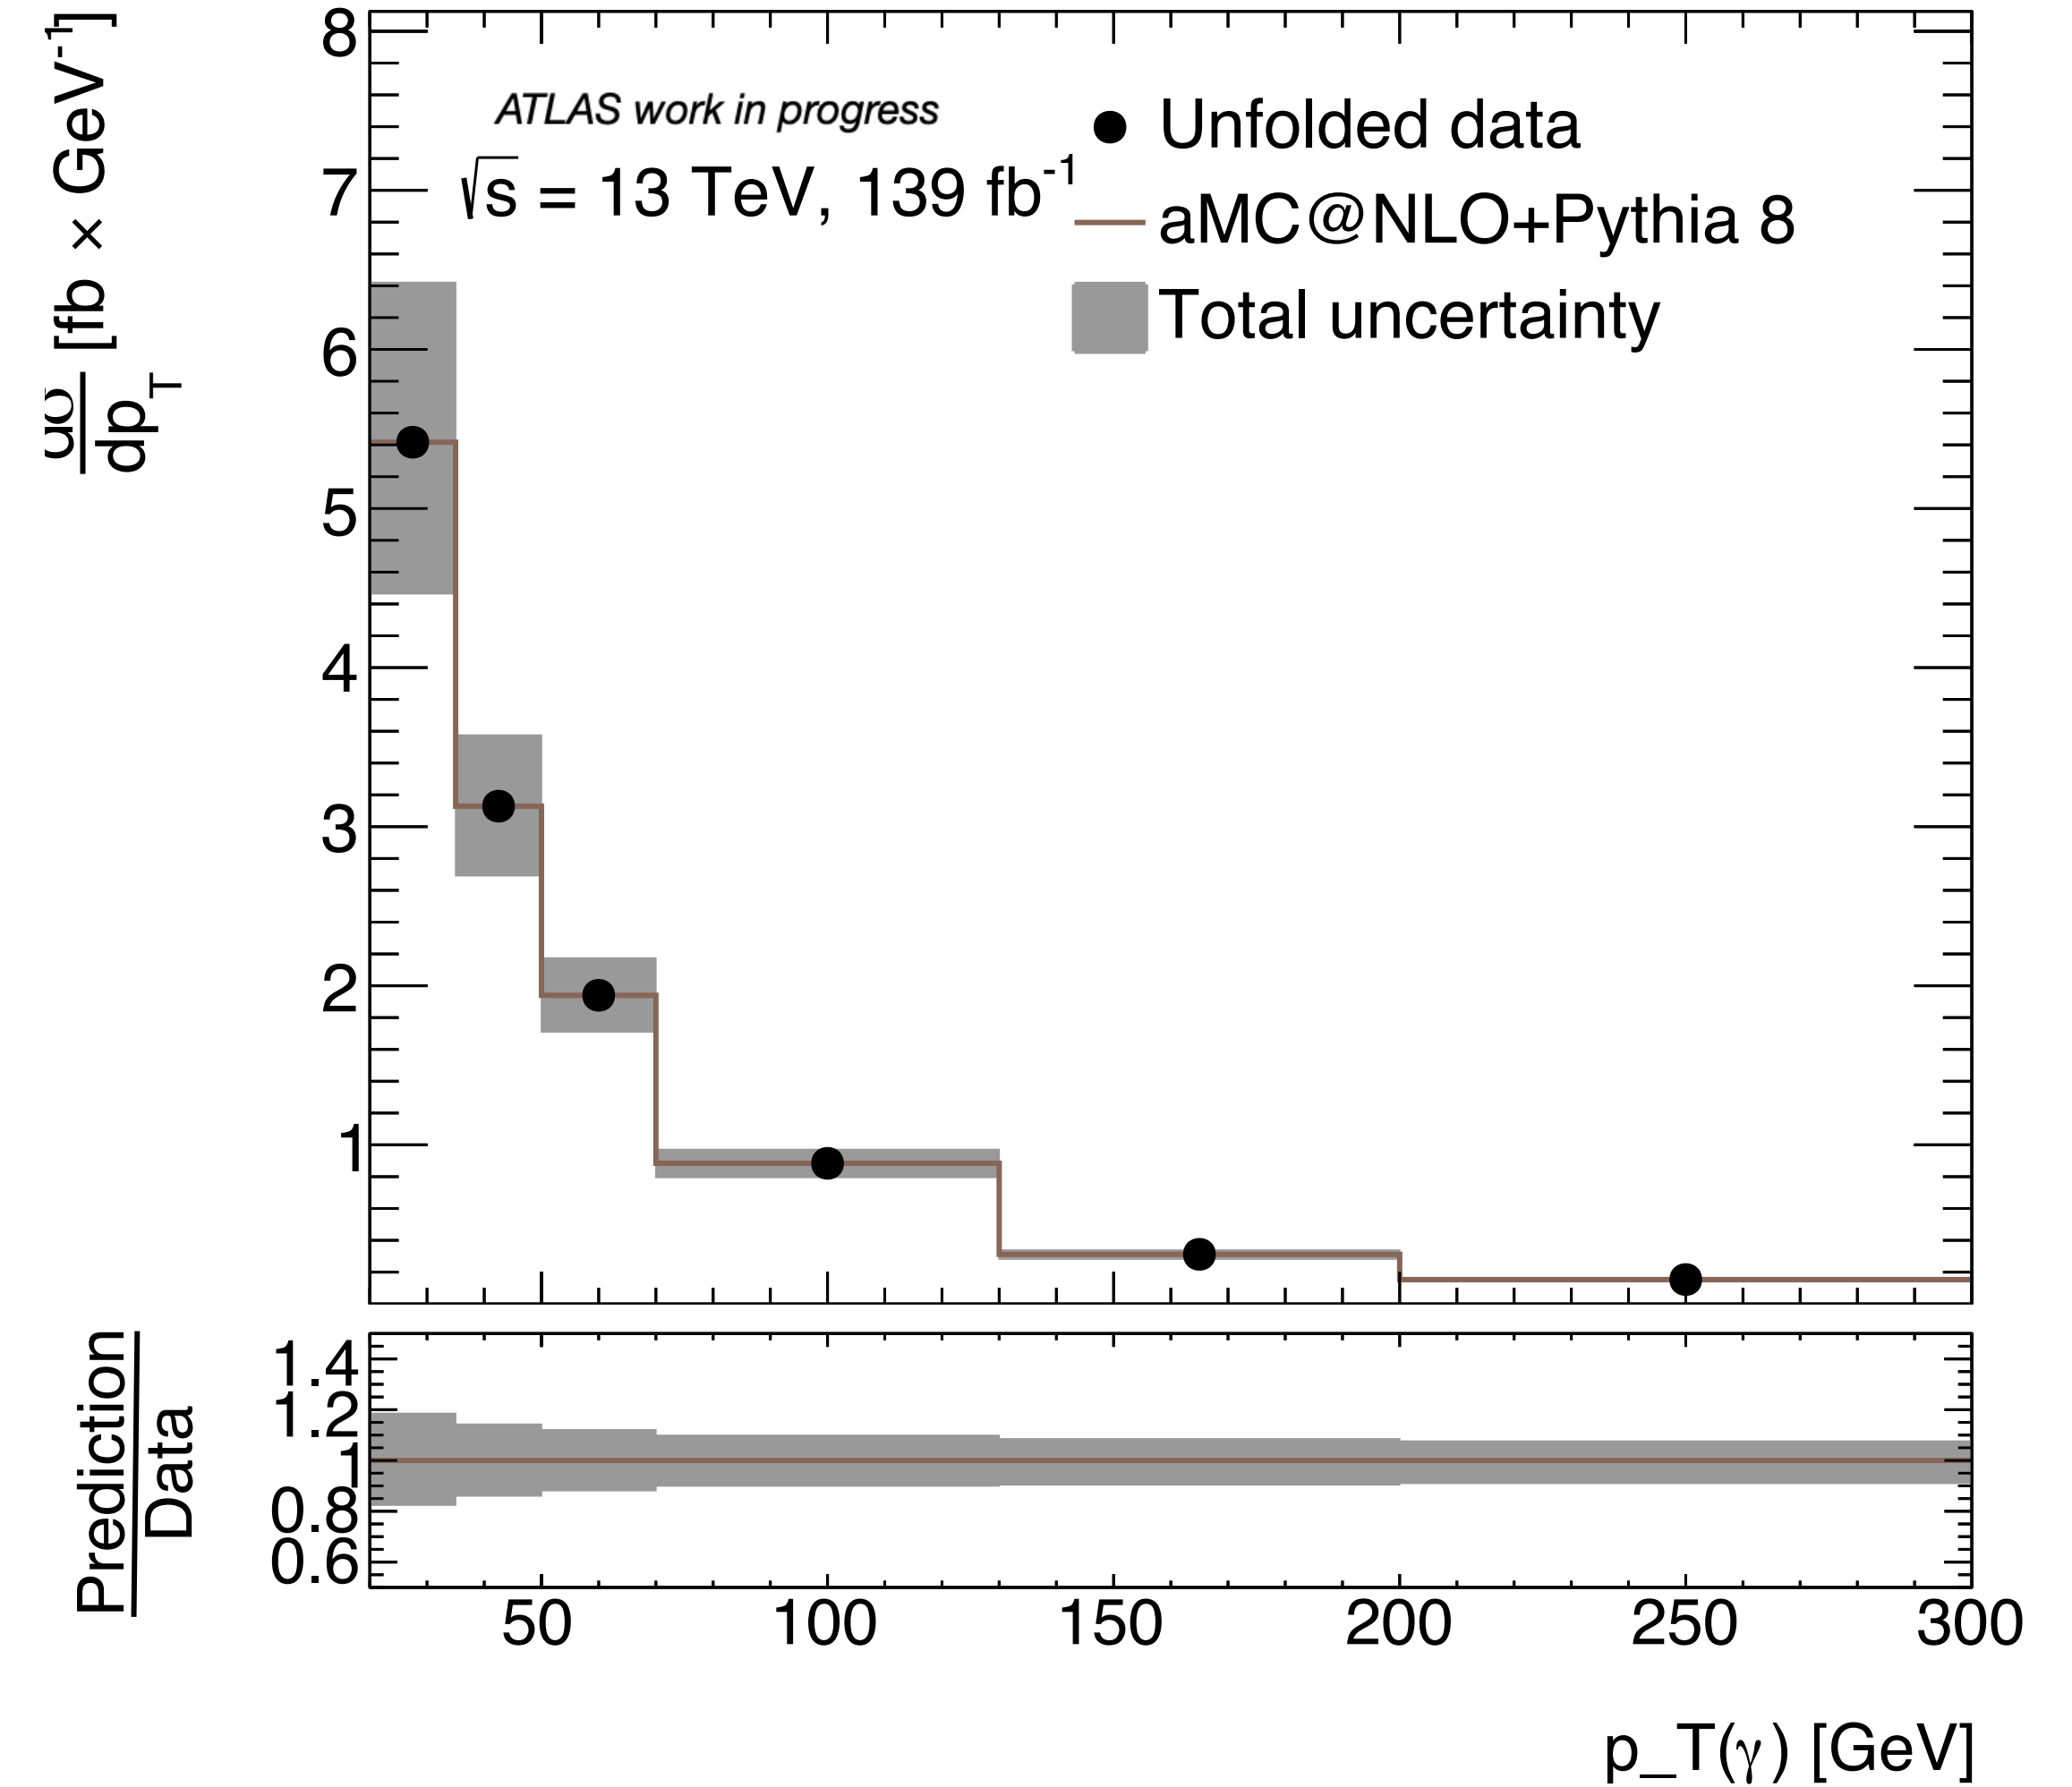 ATLAS work in progress
√s = 13 TeV, 139 fb-1
Unfolded data
aMC@NLO+Pythia 8
Total uncertainty
dpT [fb × GeV-1]
8
7
6
5
4
3
2
1
Prediction
Data
1.4
1.2
1
0.8
0.6
50 100 150 200 250 300
p_T(γ) [GeV]